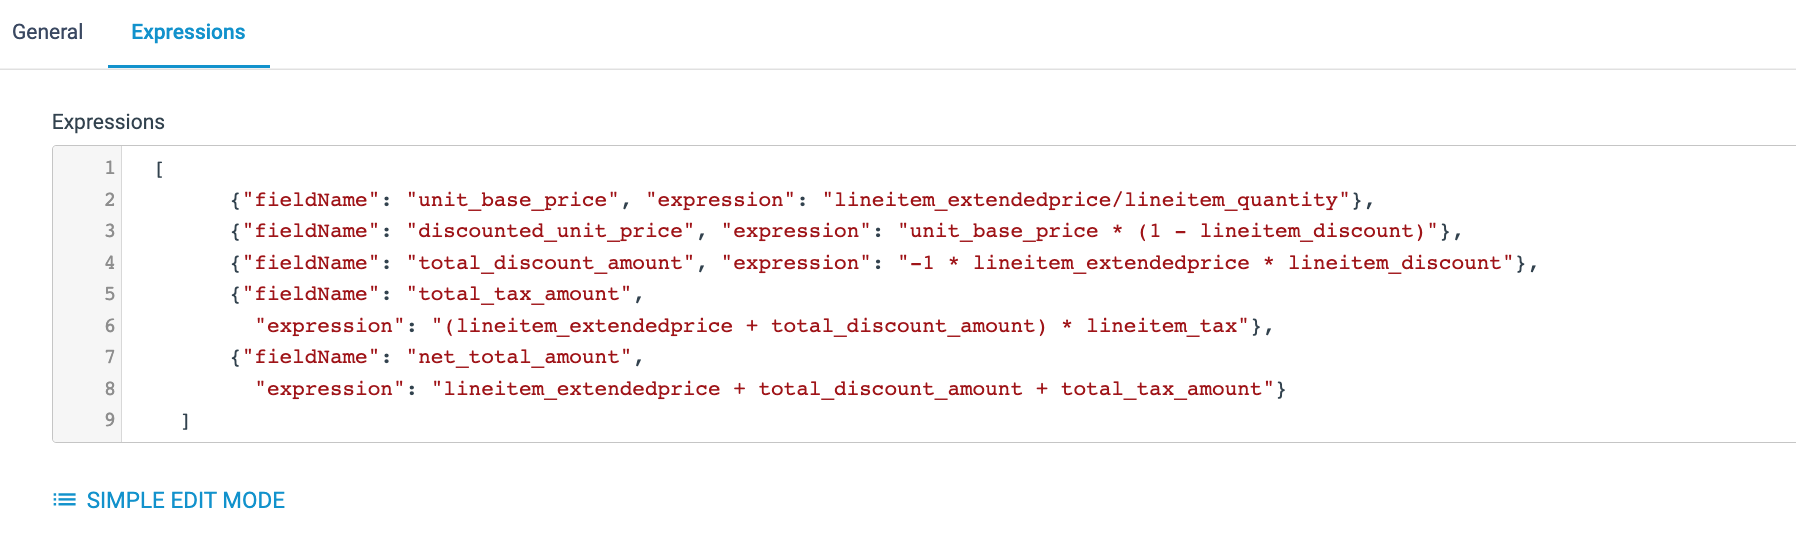 General Expressions
Expressions
1 [
2 {"fieldName": "unit_base_price", "expression": "lineitem_extendedprice/lineitem_quantity"},
3 {"fieldName": "discounted_unit_price", "expression": "unit_base_price * (1 - lineitem_discount)"},
4 {"fieldName": "total_discount_amount", "expression": "-1 * lineitem_extendedprice * lineitem_discount"},
5 {"fieldName": "total_tax_amount",
6 "expression": "(lineitem_extendedprice + total_discount_amount) * lineitem_tax"},
7 {"fieldName": "net_total_amount",
8 "expression": "lineitem_extendedprice + total_discount_amount + total_tax_amount"}
9 ]
SIMPLE EDIT MODE